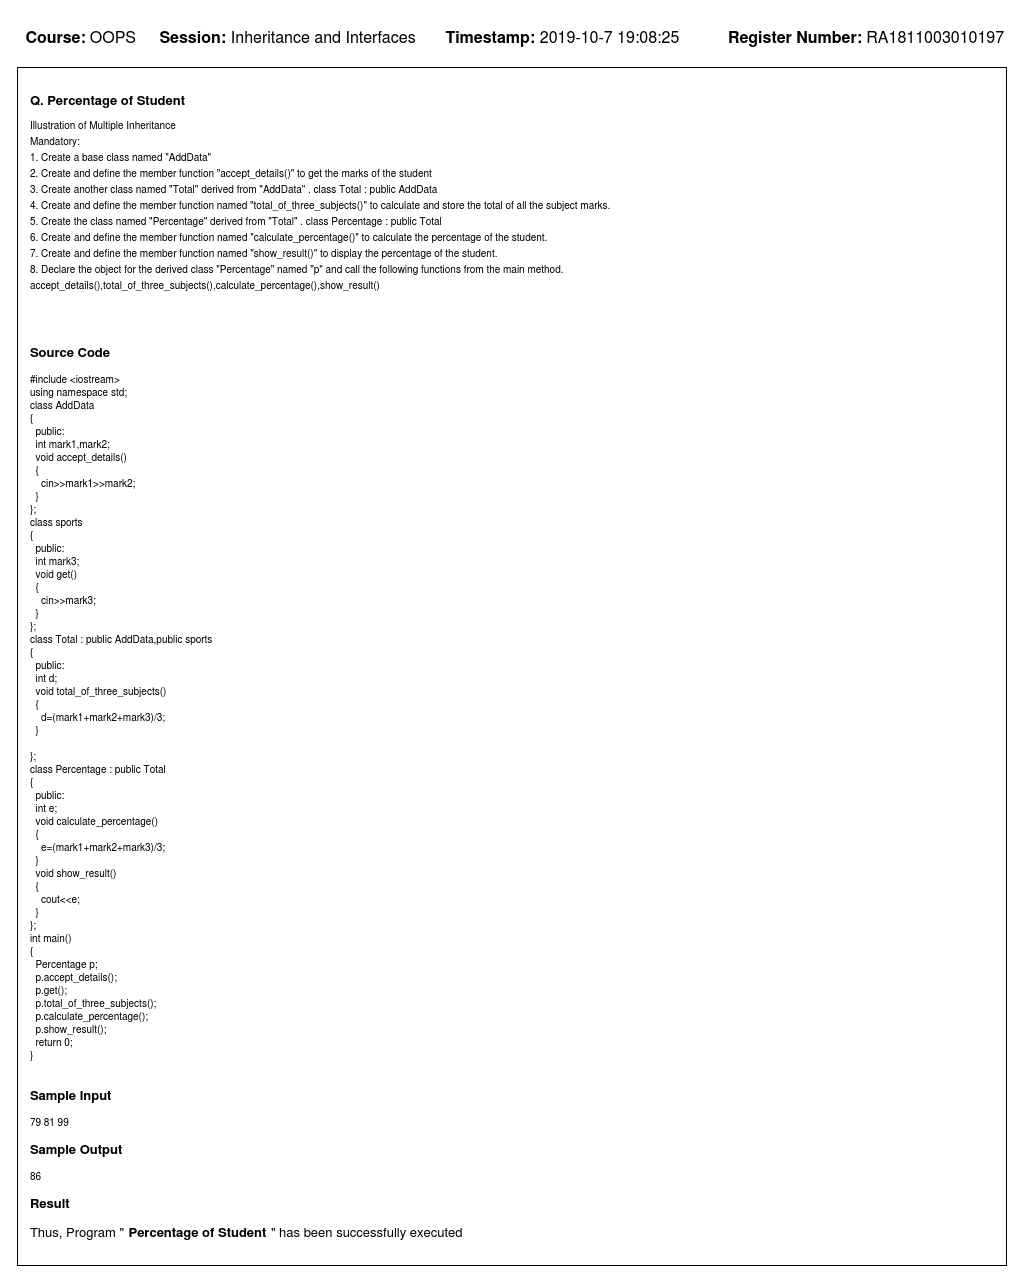 Course: OOPS Session: Inheritance and Interfaces Timestamp: 2019-10-7 19:08:25 Register Number: RA1811003010197
Q. Percentage of Student
Illustration of Multiple Inheritance
Mandatory:
1. Create a base class named "AddData"
2. Create and define the member function "accept_details()" to get the marks of the student
3. Create another class named "Total" derived from "AddData" . class Total : public AddData
4. Create and define the member function named "total_of_three_subjects()" to calculate and store the total of all the subject marks.
5. Create the class named "Percentage" derived from "Total" . class Percentage : public Total
6. Create and define the member function named "calculate_percentage()" to calculate the percentage of the student.
7. Create and define the member function named "show_result()" to display the percentage of the student.
8. Declare the object for the derived class "Percentage" named "p" and call the following functions from the main method.
accept_details(),total_of_three_subjects(),calculate_percentage(),show_result()
Source Code
#include <iostream>
using namespace std;
class AddData
{
public:
int mark1,mark2;
void accept_details()
{
cin>>mark1>>mark2;
}
};
class sports
{
public:
int mark3;
void get()
{
cin>>mark3;
}
};
class Total : public AddData,public sports
{
public:
int d;
void total_of_three_subjects()
{
d=(mark1+mark2+mark3)/3;
}
};
class Percentage : public Total
{
public:
int e;
void calculate_percentage()
{
e=(mark1+mark2+mark3)/3;
}
void show_result()
{
cout<<e;
}
};
int main()
{
Percentage p;
p.accept_details();
p.get();
p.total_of_three_subjects();
p.calculate_percentage();
p.show_result();
return 0;
}
Sample Input
79 81 99
Sample Output
86
Result
Thus, Program " Percentage of Student " has been successfully executed